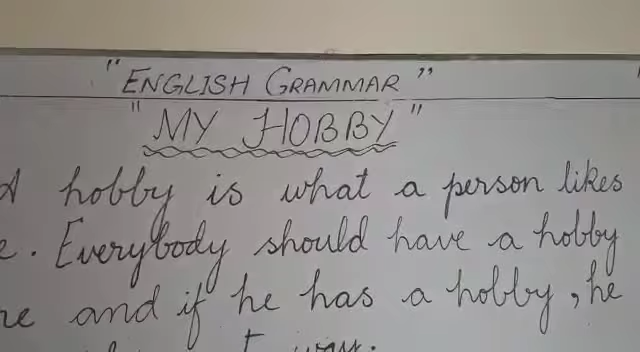 "ENGLISH GRAMMAR"
"MY HOBBY"
A hobby is what a person likes
. Everybody should have a hobby
and if he has a hobby, he
way.